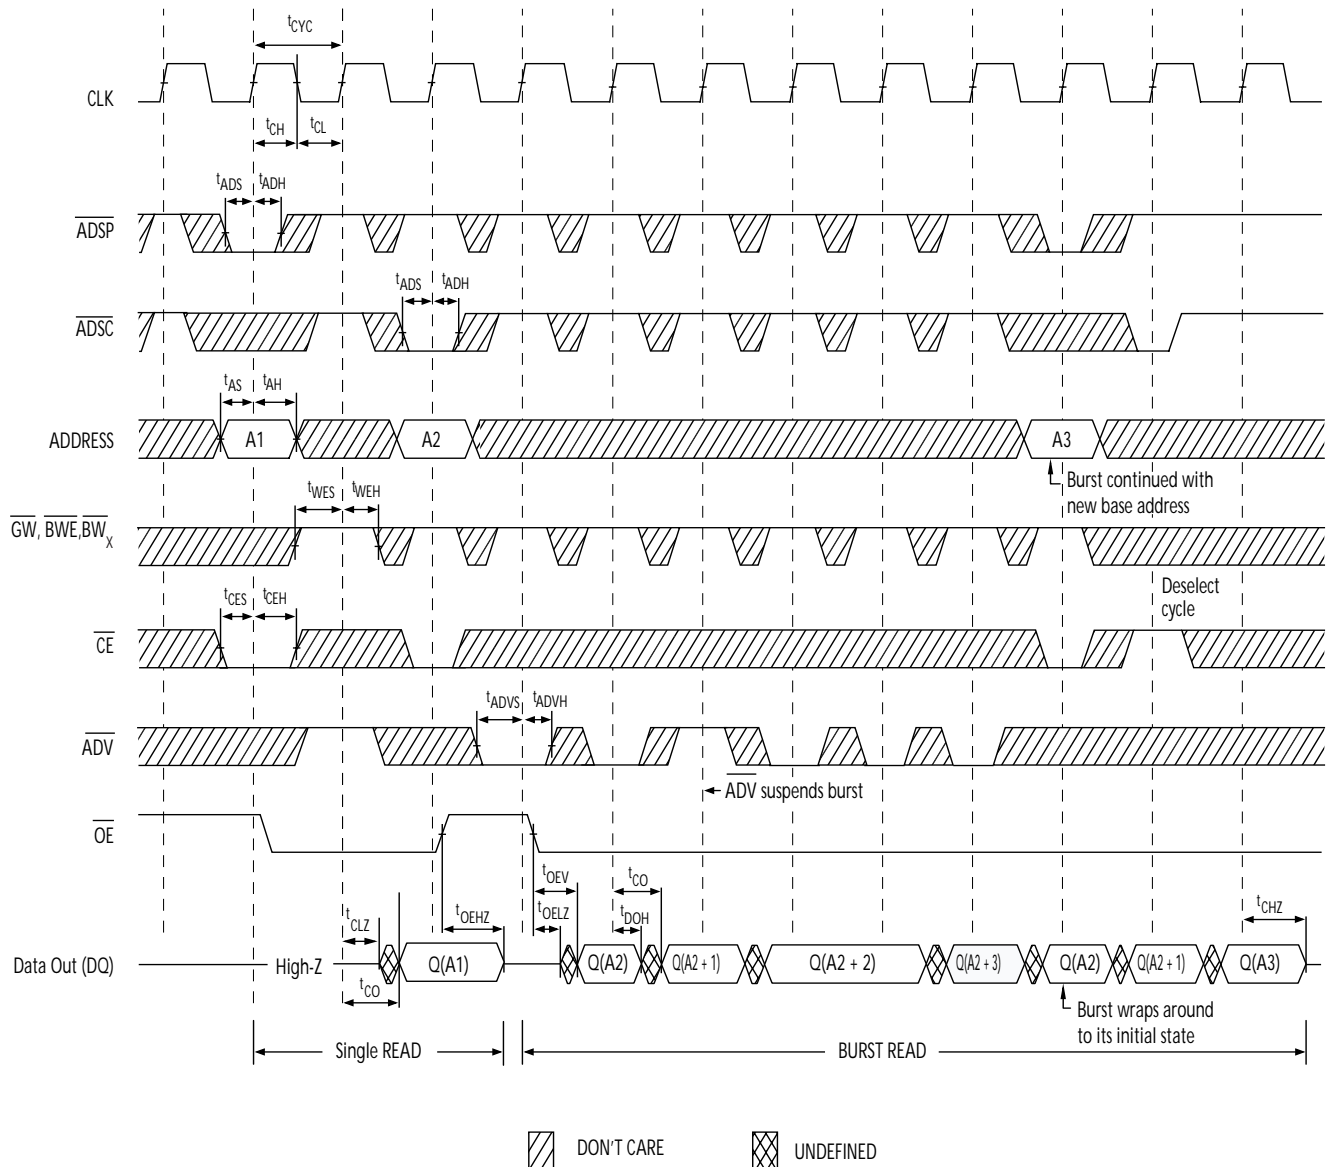 tCYC
CLK
tCH
tCL
tADS
tADH
ADSP
tADS
tADH
ADSC
tAS
tAH
ADDRESS
A1
A2
A3
Burst continued with
new base address
tWES
tWEH
GW, BWE,BWX
Deselect
cycle
tCES
tCEH
CE
tADVS
tADVH
ADV
ADV suspends burst
OE
tOEV
tCO
tCLZ
tOEHZ
tOELZ
tDOH
tCHZ
Data Out (DQ)
High-Z
Q(A1)
Q(A2)
Q(A2 + 1)
Q(A2 + 2)
Q(A2 + 3)
Q(A2)
Q(A2 + 1)
Q(A3)
tCO
Burst wraps around
to its initial state
Single READ
BURST READ
DON'T CARE
UNDEFINED